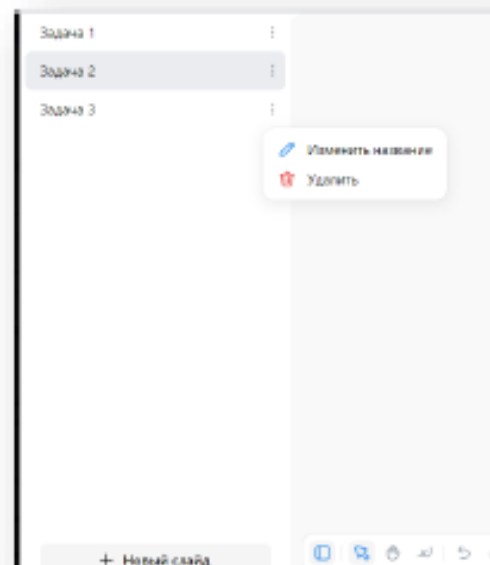 Задача 1
Задача 2
Задача 3
Изменить название
Удалить
+ Новый слайд